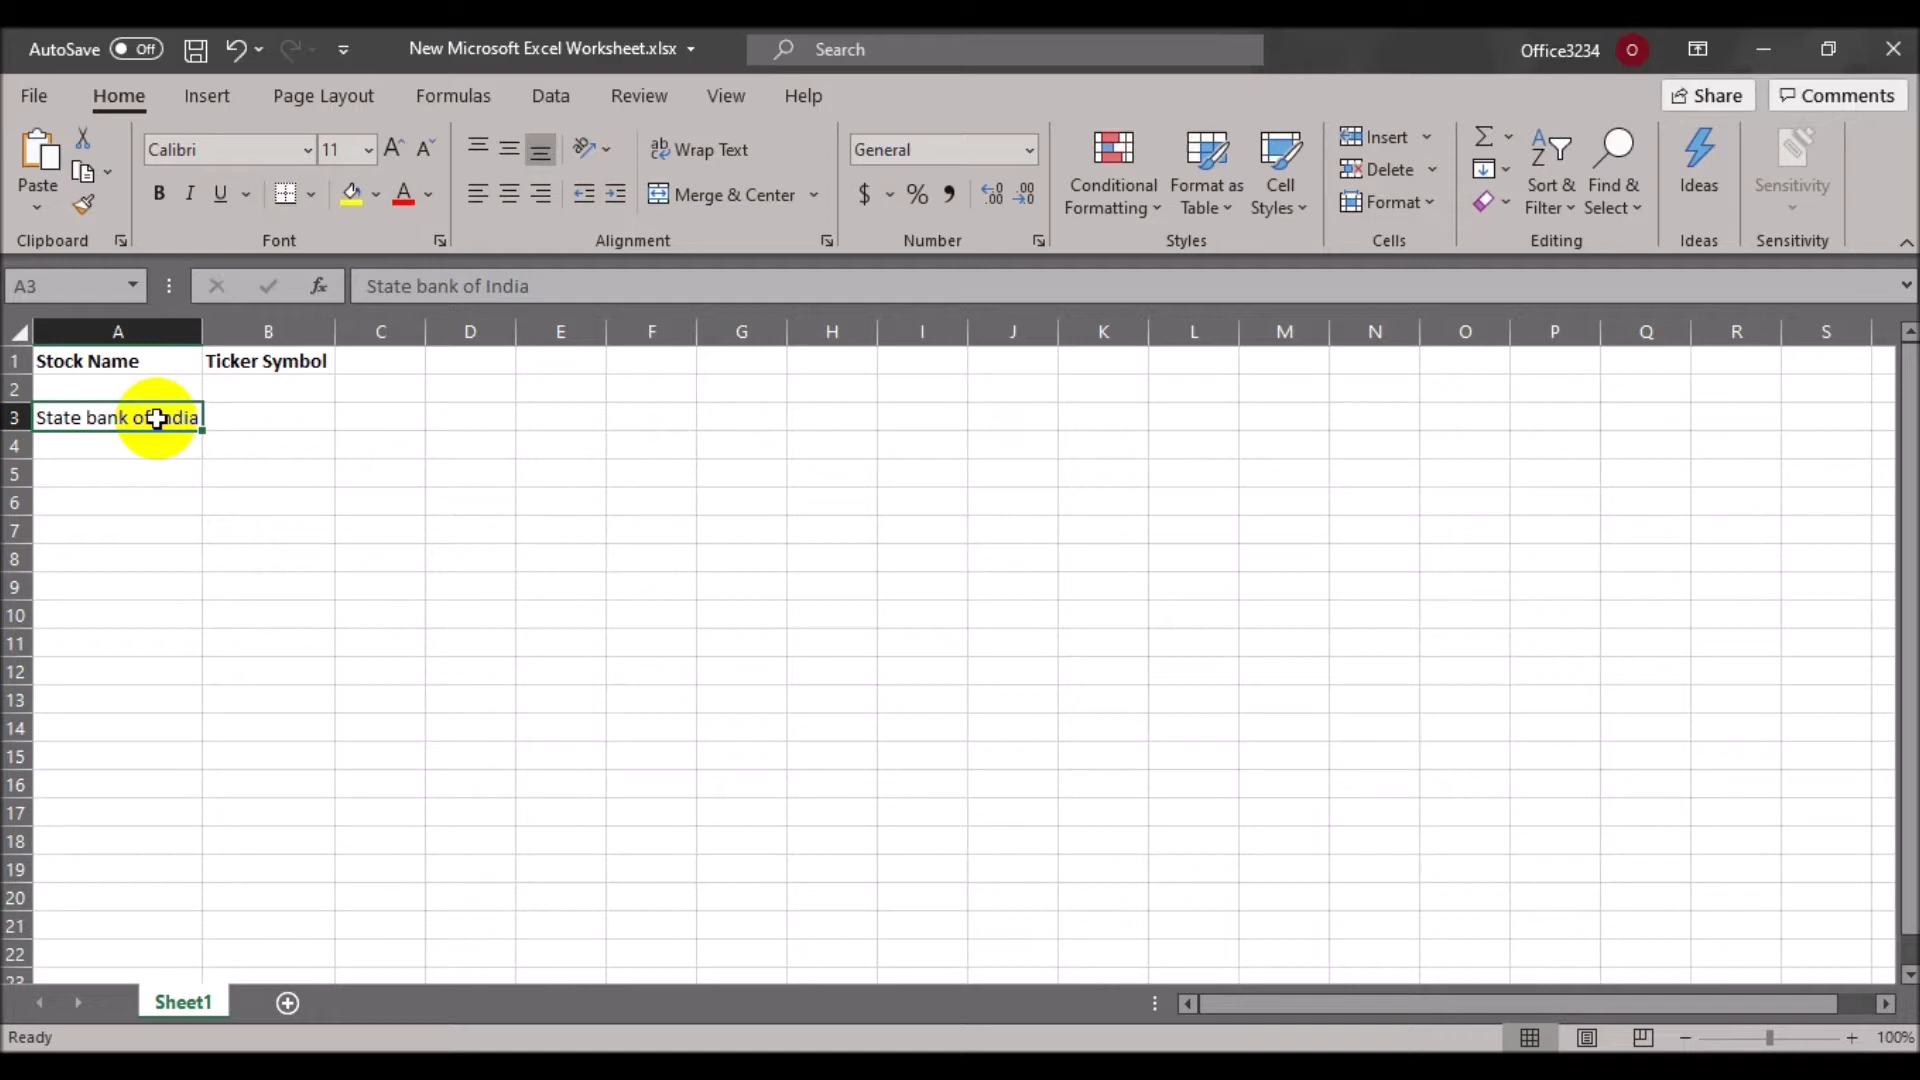 AutoSave Off New Microsoft Excel Worksheet.xlsx Search Office3234 O
File Home Insert Page Layout Formulas Data Review View Help Share Comments
Paste Calibri 11 Wrap Text General Conditional Formatting Format as Table Cell Styles Insert Sort & Filter Find & Select Ideas Sensitivity
B I U Merge & Center $ % Delete
Format
Clipboard Font Alignment Number Styles Cells Editing Ideas Sensitivity
A3 fx State bank of India
A B C D E F G H I J K L M N O P Q R S
1 Stock Name Ticker Symbol
2
3 State bank of India
4
5
6
7
8
9
10
11
12
13
14
15
16
17
18
19
20
21
22
23
Sheet1
Ready 100%